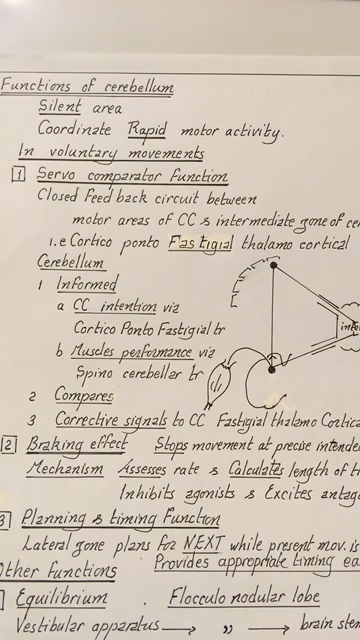 Functions of cerebellum
Silent area
Coordinate Rapid motor activity.
In voluntary movements
1 Servo comparator function
Closed feed back circuit between
motor areas of CC & intermediate zone of
i.e Cortico ponto Fastigial thalamo cortical
Cerebellum
1 Informed
a CC intention via
Cortico Ponto Fastigial tr
b Muscles performance via
Spino cerebellar tr
2 Compares
3 Corrective signals to CC Fastigial thalamo
2 Braking effect Stops movement at precise
Mechanism Assesses rate & Calculates length of
Inhibits agonists & Excites
3 Planning & timing function
Lateral zone plans for NEXT while present mov. is
Provides appropriate timing
Other functions
Equilibrium . Flocculo nodular lobe
Vestibular apparatus → " → brain